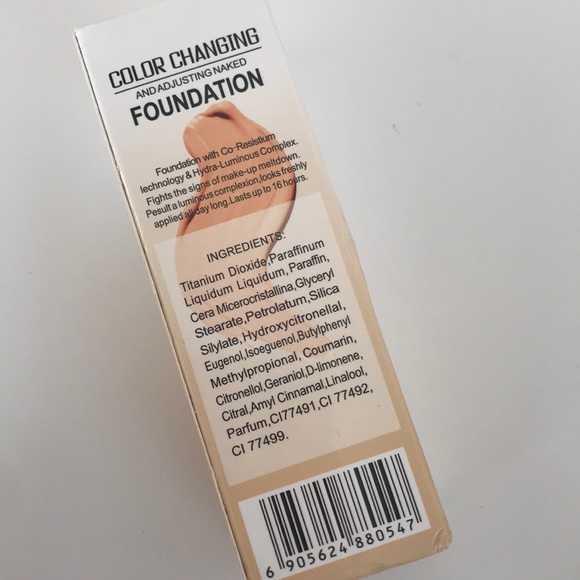 COLOR CHANGING
AND ADJUSTING NAKED
FOUNDATION
Foundation with Co-Resistium
lechnology & Hydra-Luminous Complex.
Fights the signs of make-up meltdown.
Pesult a luminous complexion,looks freshly
applied all day long.Lasts up to 16 hours.
INGREDIENTS:
Titanium Dioxide,Paraffinum
Liquidum Liquidum, Paraffin,
Cera Micerocristallina,Glyceryl
Stearate,Petrolatum,Silica
Silylate,Hydroxycitronellal,
Eugenol,Isoeguenol,Butylphenyl
Methylpropional, Coumarin,
Citronellol,Geraniol,D-limonene,
Citral,Amyl Cinnamal,Linalool,
Parfum,CI77491,CI 77492,
CI 77499.
6 905624 880547